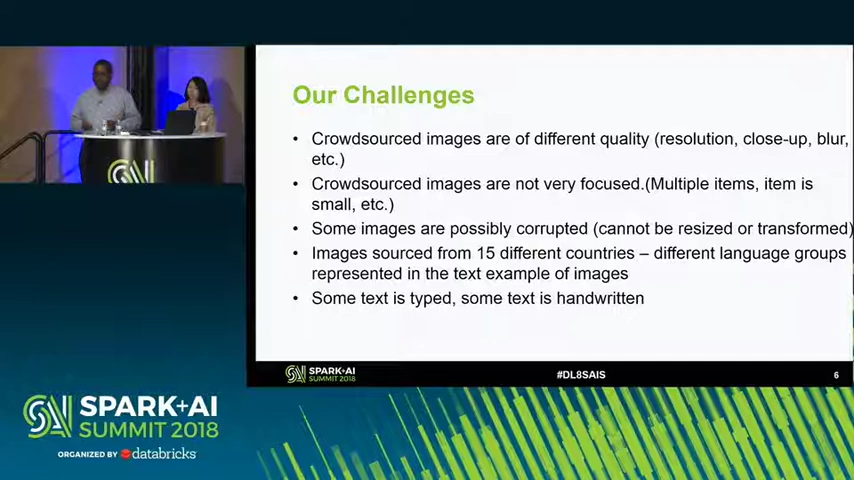 Our Challenges
• Crowdsourced images are of different quality (resolution, close-up, blur,
etc.)
• Crowdsourced images are not very focused.(Multiple items, item is
small, etc.)
• Some images are possibly corrupted (cannot be resized or transformed)
• Images sourced from 15 different countries – different language groups
represented in the text example of images
• Some text is typed, some text is handwritten
SPARK+AI
SUMMIT 2018
#DL8SAIS
6
SPARK+AI
SUMMIT 2018
ORGANIZED BY databricks